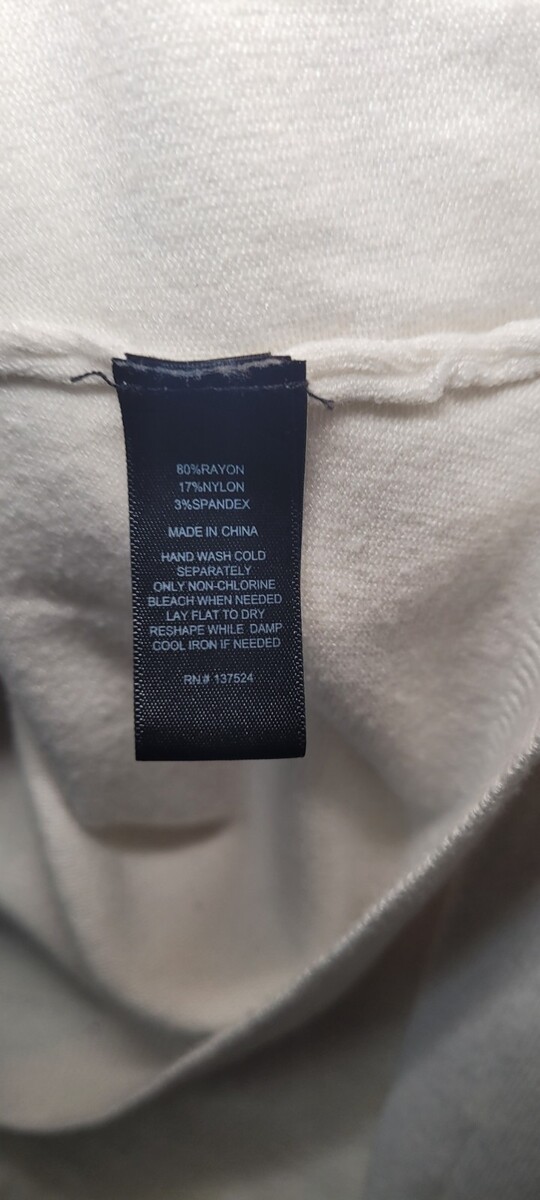 80%RAYON
17%NYLON
3%SPANDEX
MADE IN CHINA
HAND WASH COLD
SEPARATELY
ONLY NON-CHLORINE
BLEACH WHEN NEEDED
LAY FLAT TO DRY
RESHAPE WHILE DAMP
COOL IRON IF NEEDED
RN# 137524